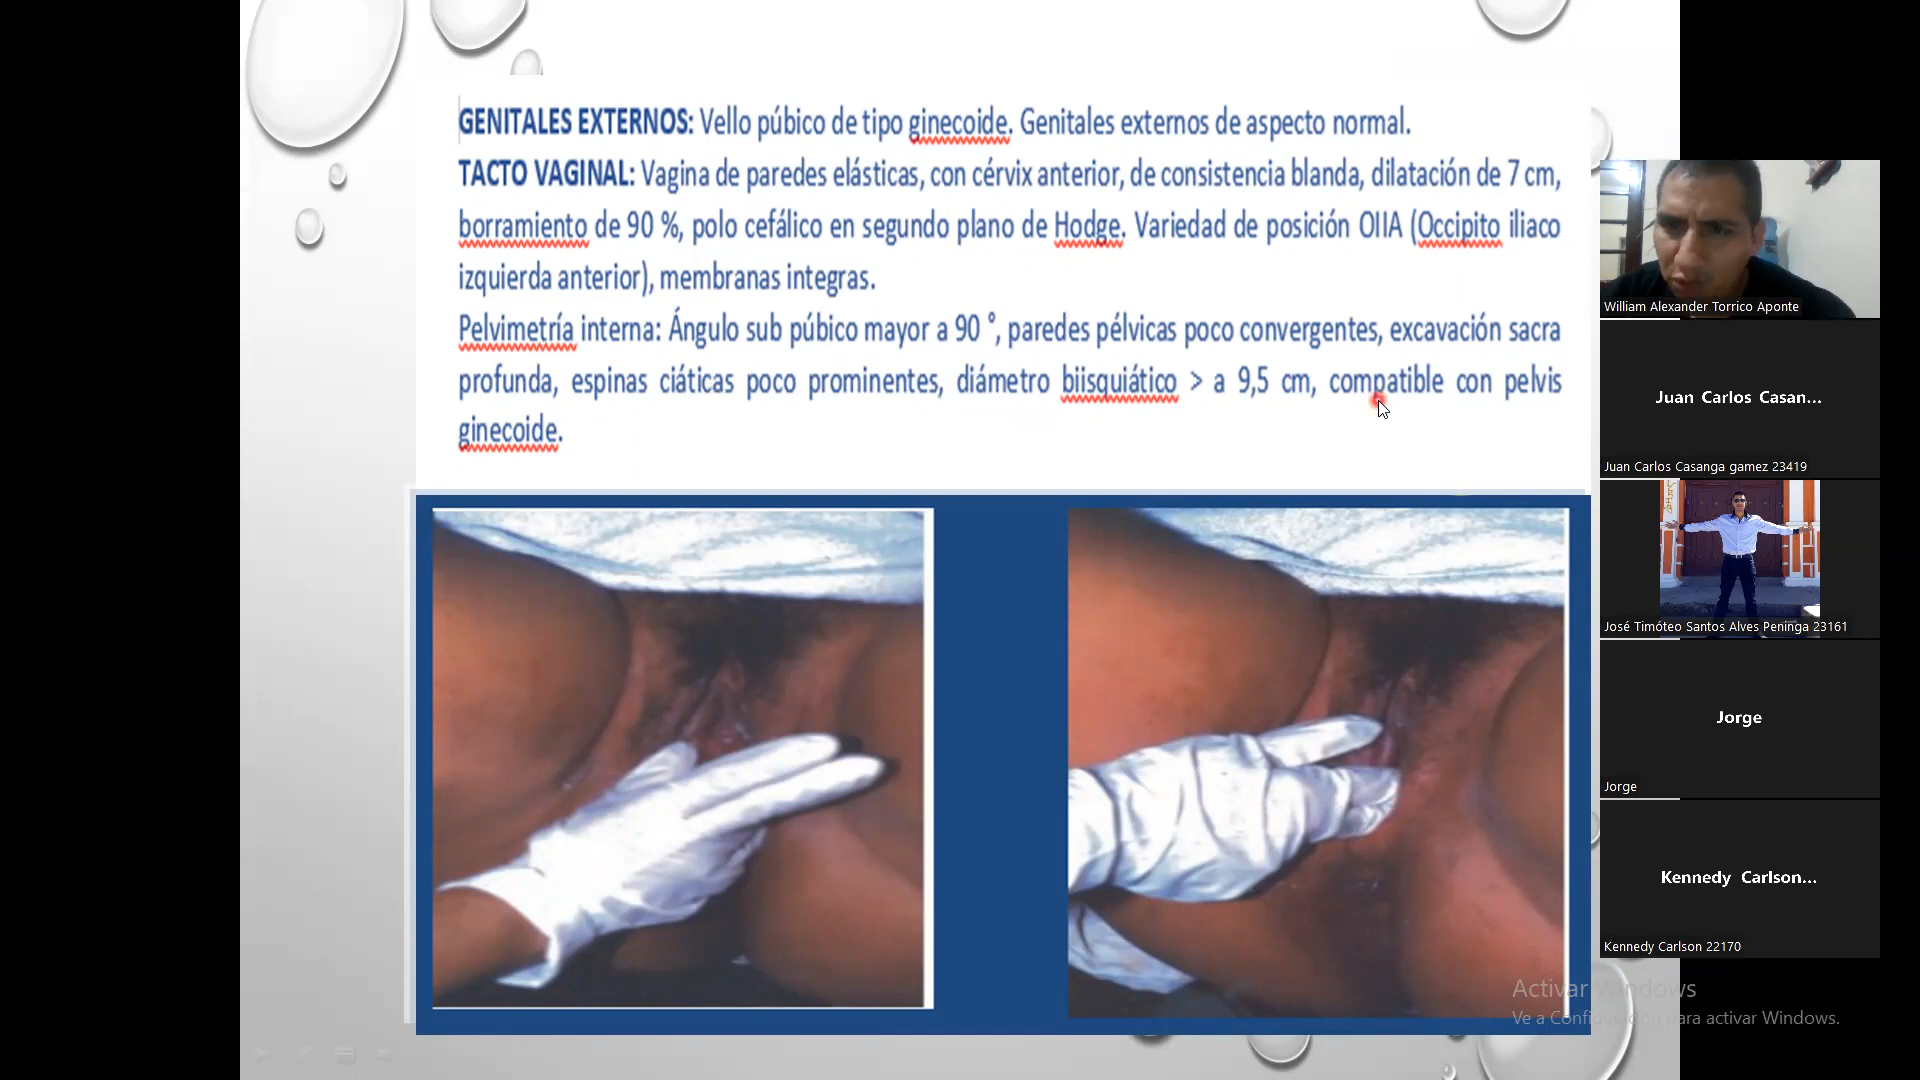 GENITALES EXTERNOS: Vello púbico de tipo ginecoide. Genitales externos de aspecto normal.
TACTO VAGINAL: Vagina de paredes elásticas, con cérvix anterior, de consistencia blanda, dilatación de 7 cm,
borramiento de 90 %, polo cefálico en segundo plano de Hodge. Variedad de posición OIIA (Occipito iliaco
izquierda anterior), membranas integras.
Pelvimetría interna: Ángulo sub púbico mayor a 90 °, paredes pélvicas poco convergentes, excavación sacra
profunda, espinas ciáticas poco prominentes, diámetro biisquiático > a 9,5 cm, compatible con pelvis
ginecoide.
William Alexander Torrico Aponte
Juan Carlos Casan...
Juan Carlos Casanga gamez 23419
José Timóteo Santos Alves Peninga 23161
Jorge
Jorge
Kennedy Carlson...
Kennedy Carlson 22170
Activar Windows
Ve a Configuración para activar Windows.